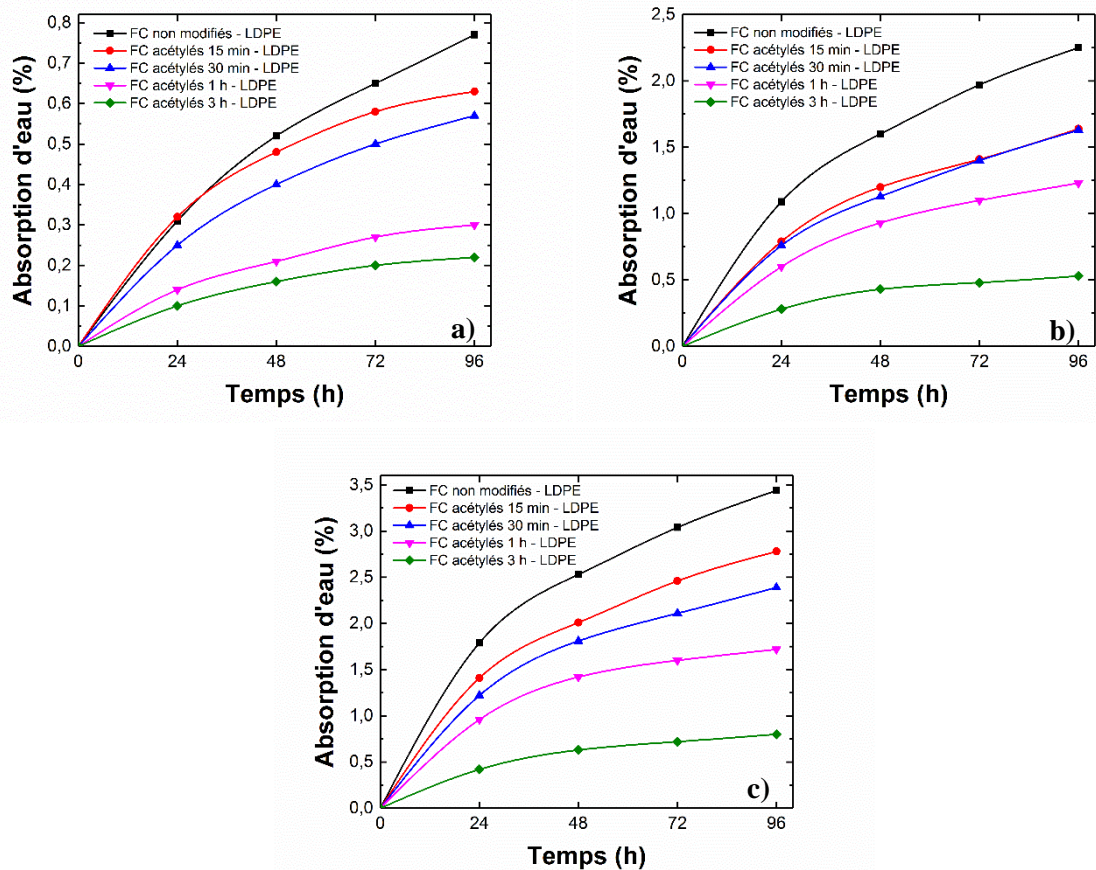 0,8
0,7
0,6
0,5
0,4
0,3
0,2
0,1
0,0
Absorption d'eau (%)
FC non modifiés - LDPE
FC acétylés 15 min - LDPE
FC acétylés 30 min - LDPE
FC acétylés 1 h - LDPE
FC acétylés 3 h - LDPE
a)
0 24 48 72 96
Temps (h)
2,5
2,0
1,5
1,0
0,5
0,0
Absorption d'eau (%)
FC non modifiés - LDPE
FC acétylés 15 min - LDPE
FC acétylés 30 min - LDPE
FC acétylés 1 h - LDPE
FC acétylés 3 h - LDPE
b)
0 24 48 72 96
Temps (h)
3,5
3,0
2,5
2,0
1,5
1,0
0,5
0,0
Absorption d'eau (%)
FC non modifiés - LDPE
FC acétylés 15 min - LDPE
FC acétylés 30 min - LDPE
FC acétylés 1 h - LDPE
FC acétylés 3 h - LDPE
c)
0 24 48 72 96
Temps (h)